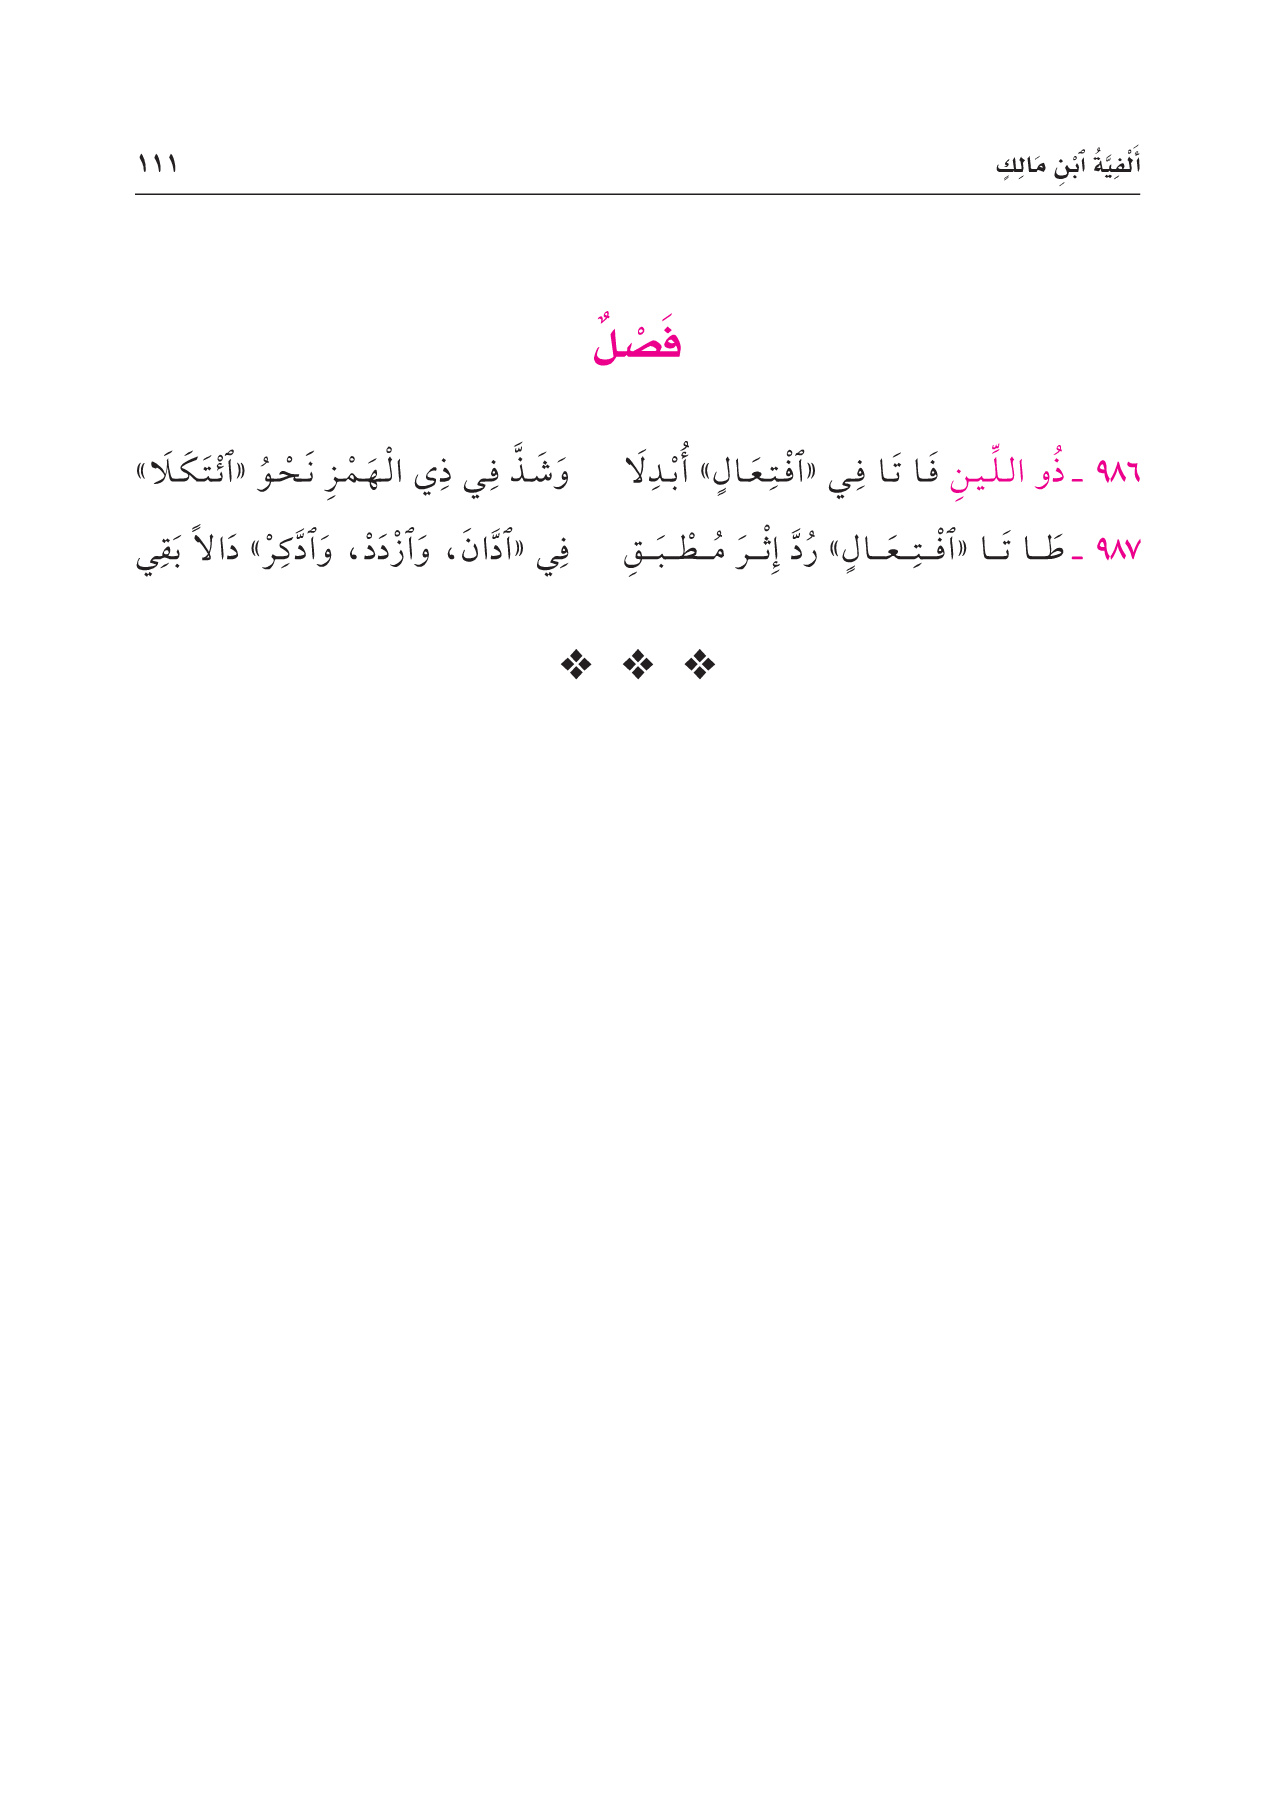 أَلْفِيَّةُ ٱبْنِ مَالِكٍ ١١١
فَصْلٌ
٩٨٦ ـ ذُو اللِّينِ فَا تَا فِي «ٱفْتِعَالٍ» أُبْدِلَا وَشَذَّ فِي ذِي الْهَمْزِ نَحْوُ «ٱئْتَكَلَا»
٩٨٧ ـ طَا تَا «ٱفْتِعَالٍ» رُدَّ إِثْرَ مُطْبَقِ فِي «ٱدَّانَ، وَٱزْدَدْ، وَٱدَّكِرْ» دَالاً بَقِي
❖ ❖ ❖